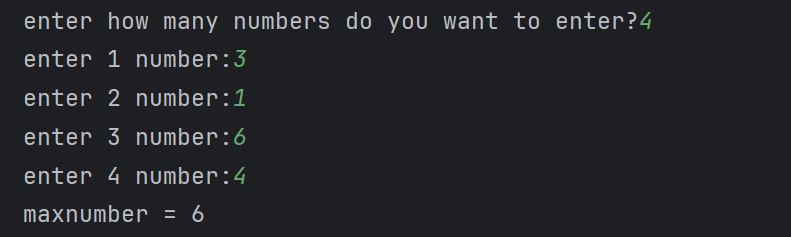 enter how many numbers do you want to enter?4
enter 1 number:3
enter 2 number:1
enter 3 number:6
enter 4 number:4
maxnumber = 6